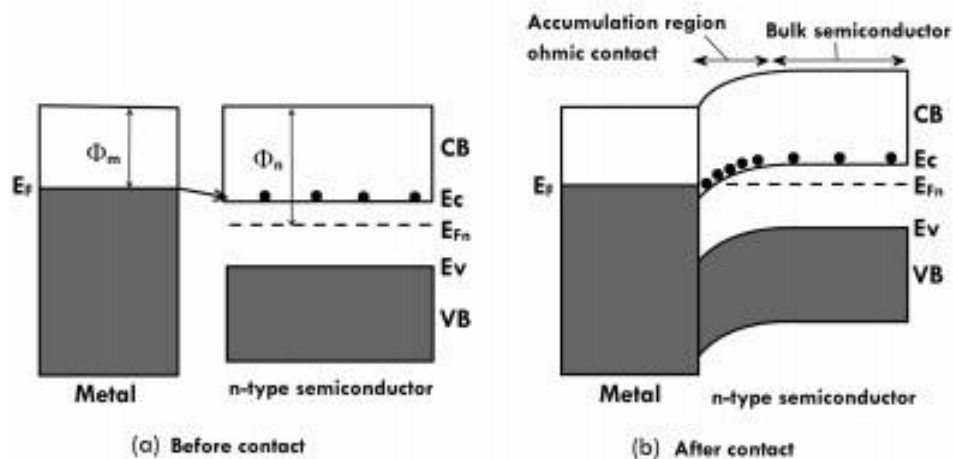 Accumulation region
ohmic contact
Bulk semiconductor
Φm
Φn
CB
EF
Ec
EFn
Ev
VB
Metal
n-type semiconductor
(a) Before contact
CB
EF
Ec
EFn
Ev
VB
Metal
n-type semiconductor
(b) After contact